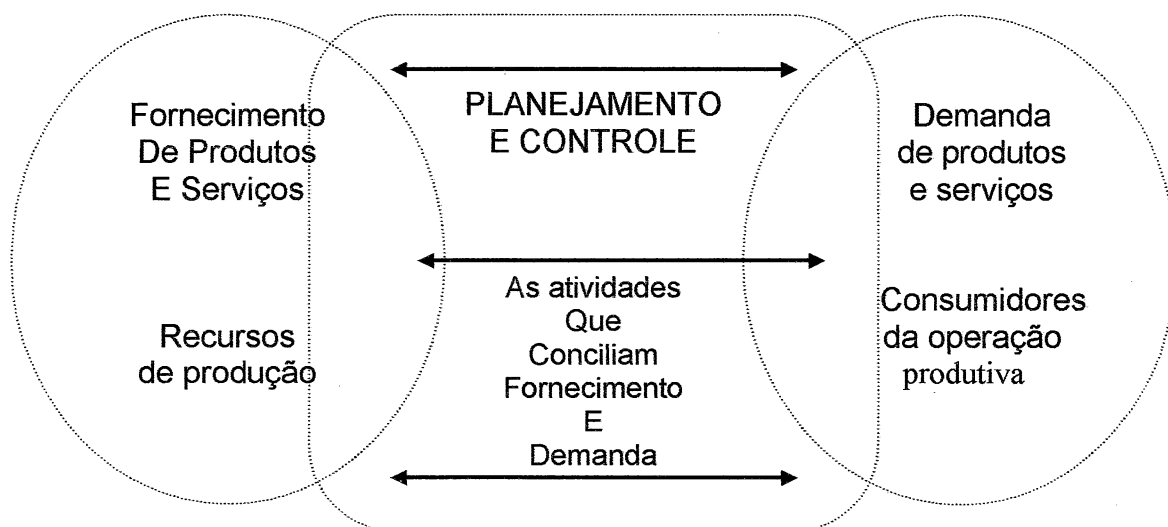 Fornecimento
De Produtos
E Serviços
Recursos
de produção
PLANEJAMENTO
E CONTROLE
As atividades
Que
Conciliam
Fornecimento
E
Demanda
Demanda
de produtos
e serviços
Consumidores
da operação
produtiva